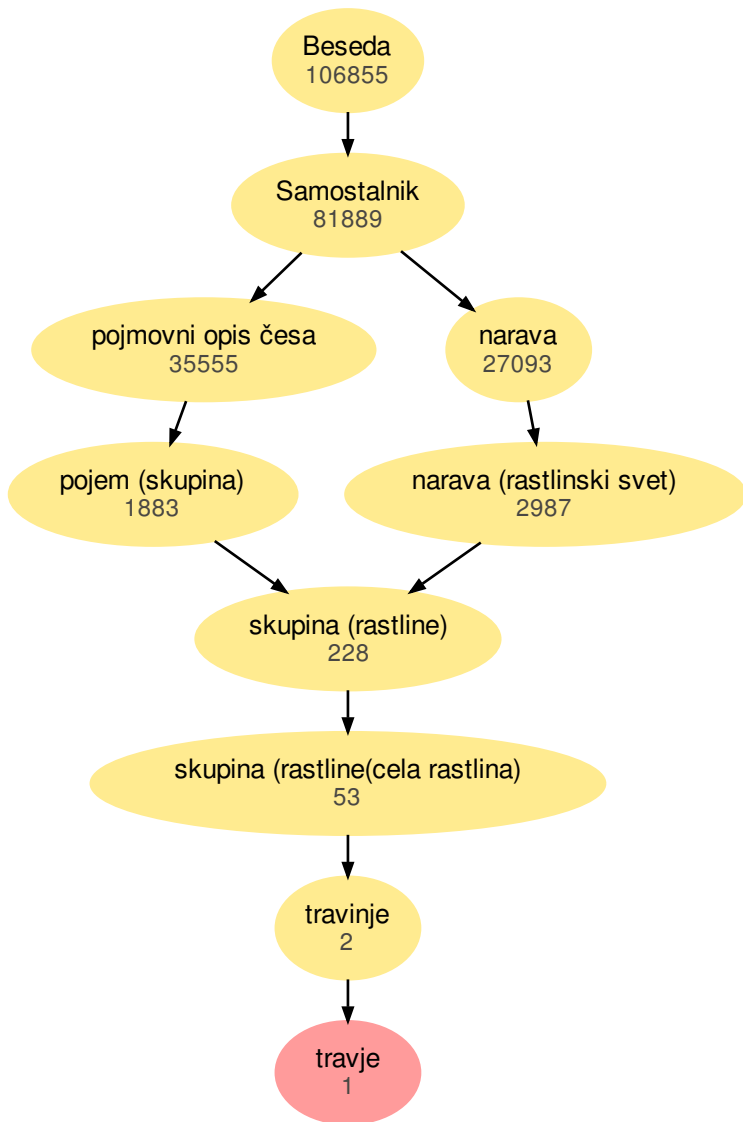 Beseda
106855
Samostalnik
81889
pojmovni opis česa
35555
narava
27093
pojem (skupina)
1883
narava (rastlinski svet)
2987
skupina (rastline)
228
skupina (rastline(cela rastlina)
53
travinje
2
travje
1